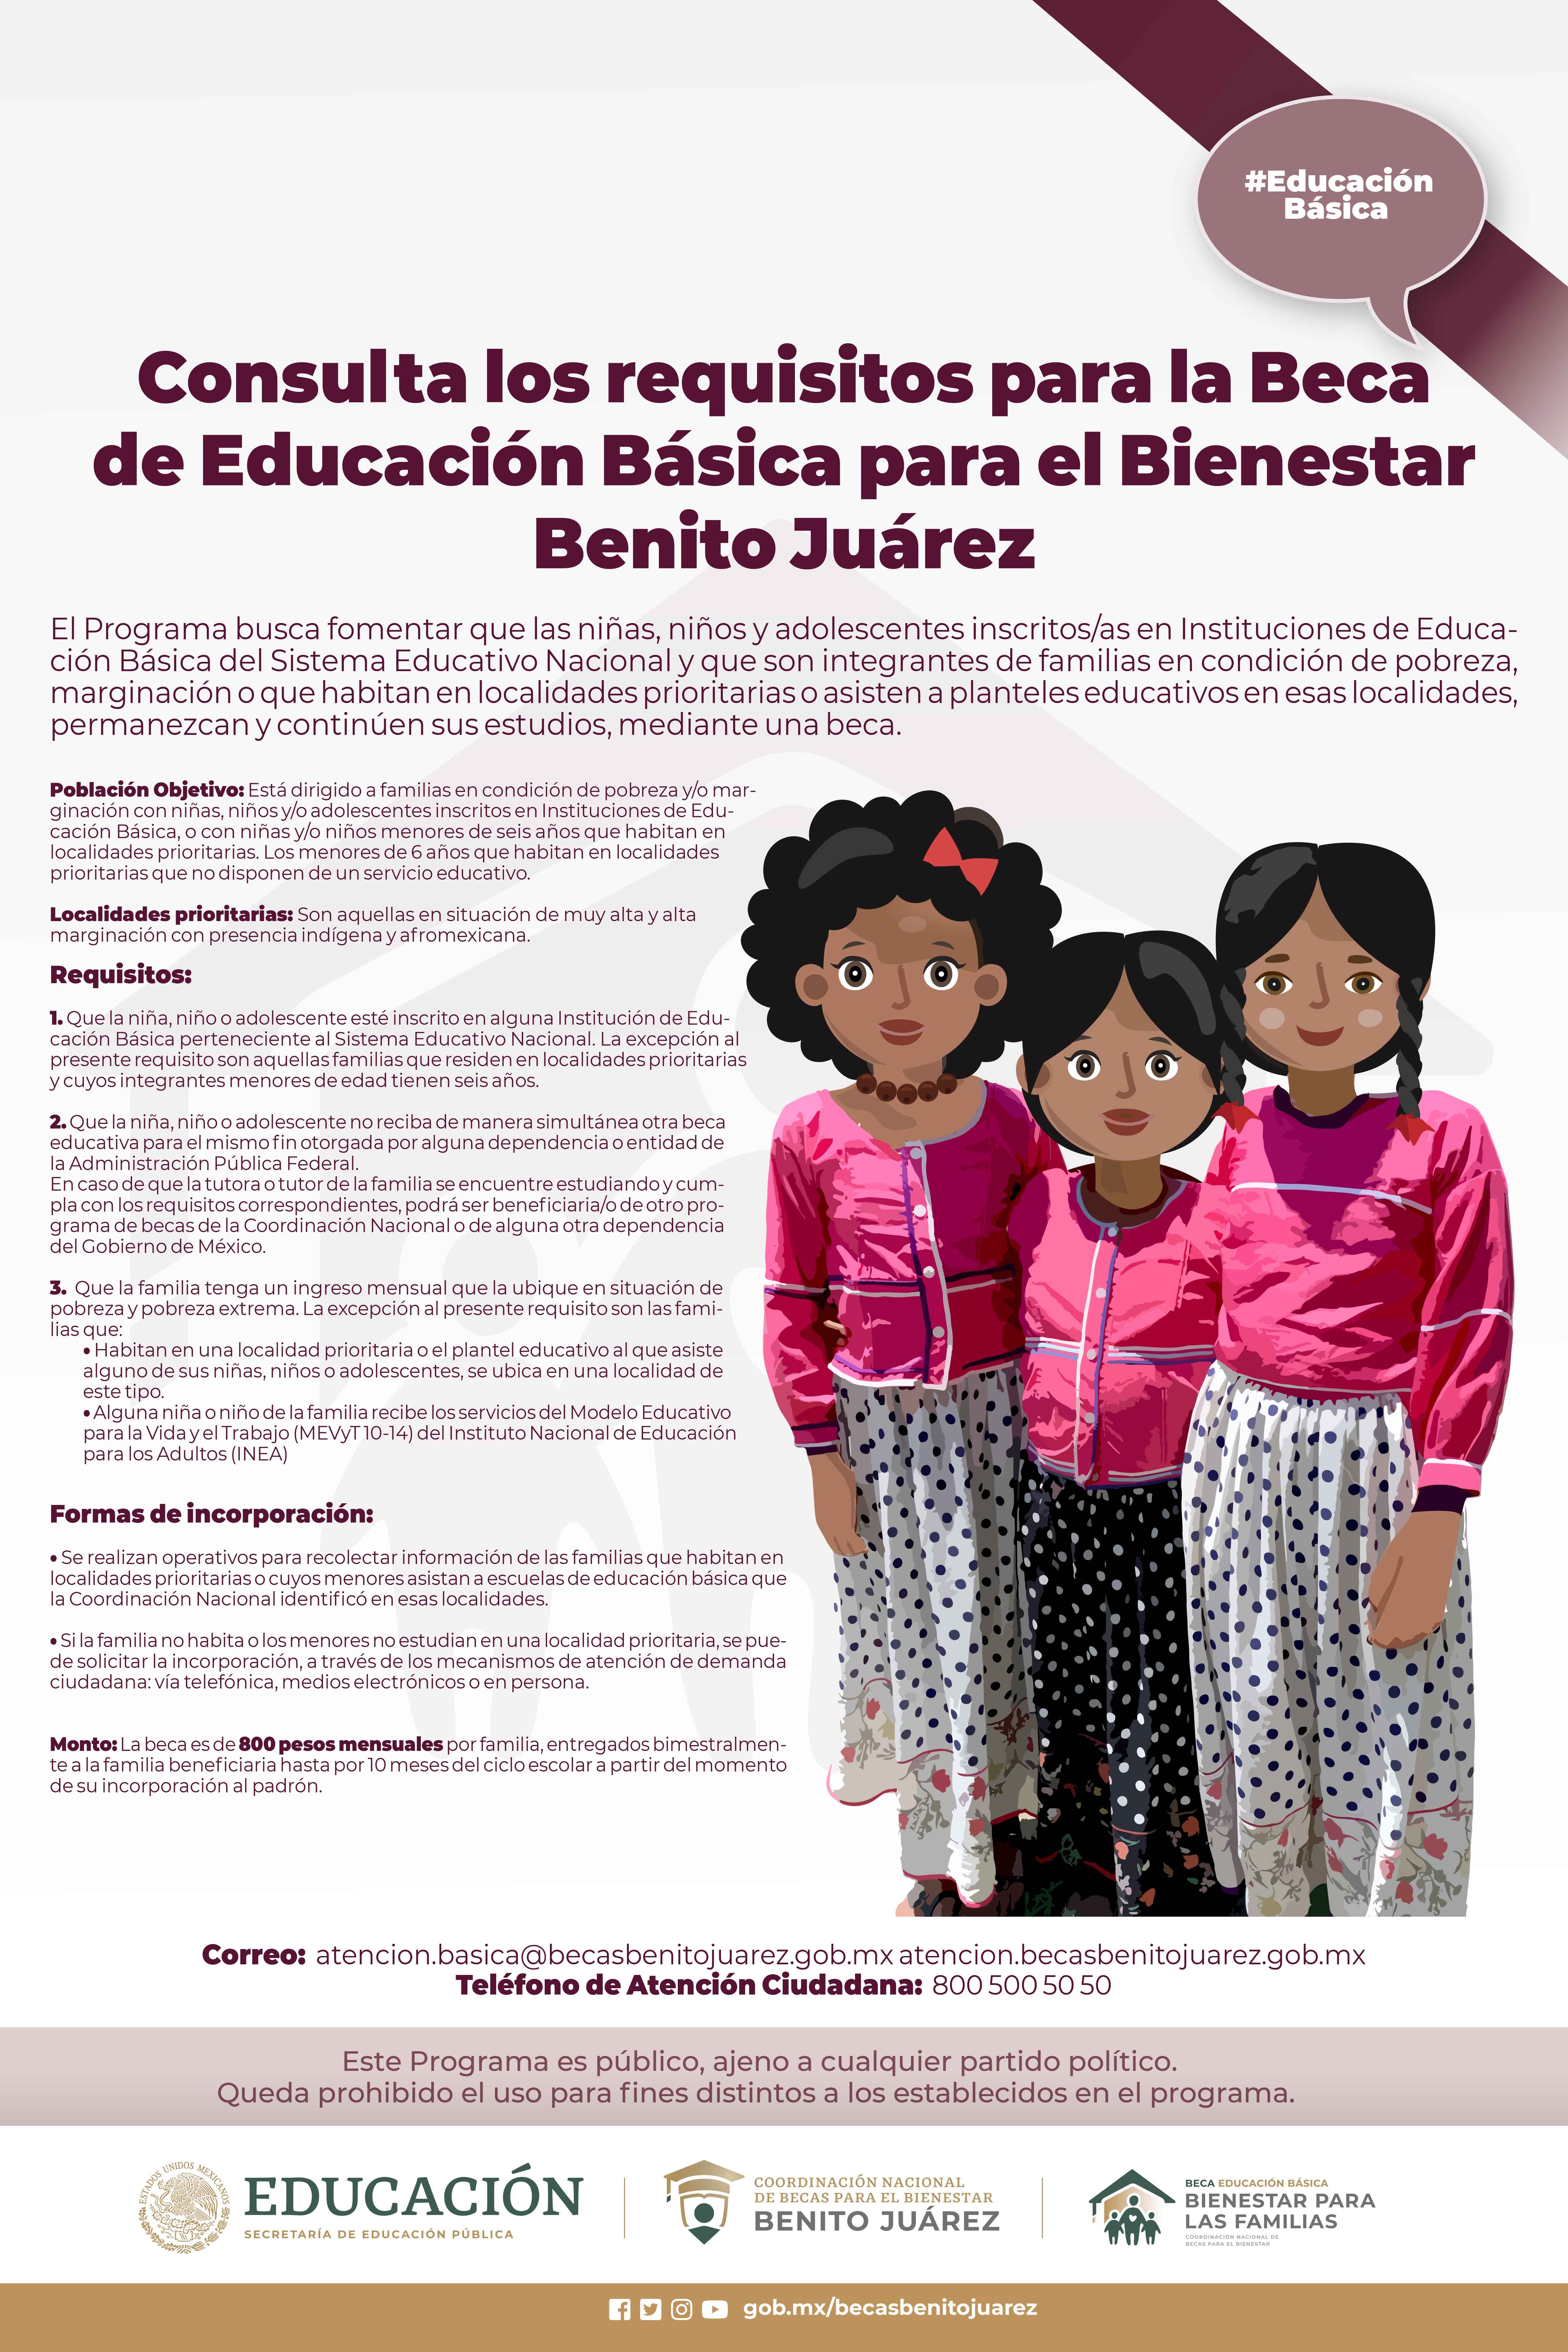 #Educación
Básica
Consulta los requisitos para la Beca
de Educación Básica para el Bienestar
Benito Juárez
El Programa busca fomentar que las niñas, niños y adolescentes inscritos/as en Instituciones de Educa-
ción Básica del Sistema Educativo Nacional y que son integrantes de familias en condición de pobreza,
marginación o que habitan en localidades prioritarias o asisten a planteles educativos en esas localidades,
permanezcan y continúen sus estudios, mediante una beca.
Población Objetivo: Está dirigido a familias en condición de pobreza y/o mar-
ginación con niñas, niños y/o adolescentes inscritos en Instituciones de Edu-
cación Básica, o con niñas y/o niños menores de seis años que habitan en
localidades prioritarias. Los menores de 6 años que habitan en localidades
prioritarias que no disponen de un servicio educativo.
Localidades prioritarias: Son aquellas en situación de muy alta y alta
marginación con presencia indígena y afromexicana.
Requisitos:
1. Que la niña, niño o adolescente esté inscrito en alguna Institución de Edu-
cación Básica perteneciente al Sistema Educativo Nacional. La excepción al
presente requisito son aquellas familias que residen en localidades prioritarias
y cuyos integrantes menores de edad tienen seis años.
2. Que la niña, niño o adolescente no reciba de manera simultánea otra beca
educativa para el mismo fin otorgada por alguna dependencia o entidad de
la Administración Pública Federal.
En caso de que la tutora o tutor de la familia se encuentre estudiando y cum-
pla con los requisitos correspondientes, podrá ser beneficiaria/o de otro pro-
grama de becas de la Coordinación Nacional o de alguna otra dependencia
del Gobierno de México.
3. Que la familia tenga un ingreso mensual que la ubique en situación de
pobreza y pobreza extrema. La excepción al presente requisito son las fami-
lias que:
• Habitan en una localidad prioritaria o el plantel educativo al que asiste
alguno de sus niñas, niños o adolescentes, se ubica en una localidad de
este tipo.
• Alguna niña o niño de la familia recibe los servicios del Modelo Educativo
para la Vida y el Trabajo (MEVyT 10-14) del Instituto Nacional de Educación
para los Adultos (INEA)
Formas de incorporación:
• Se realizan operativos para recolectar información de las familias que habitan en
localidades prioritarias o cuyos menores asistan a escuelas de educación básica que
la Coordinación Nacional identificó en esas localidades.
• Si la familia no habita o los menores no estudian en una localidad prioritaria, se pue-
de solicitar la incorporación, a través de los mecanismos de atención de demanda
ciudadana: vía telefónica, medios electrónicos o en persona.
Monto: La beca es de 800 pesos mensuales por familia, entregados bimestralmen-
te a la familia beneficiaria hasta por 10 meses del ciclo escolar a partir del momento
de su incorporación al padrón.
Correo: atencion.basica@becasbenitojuarez.gob.mx atencion.becasbenitojuarez.gob.mx
Teléfono de Atención Ciudadana: 800 500 50 50
Este Programa es público, ajeno a cualquier partido político.
Queda prohibido el uso para fines distintos a los establecidos en el programa.
ESTADOS UNIDOS MEXICANOS
EDUCACIÓN
SECRETARÍA DE EDUCACIÓN PÚBLICA
COORDINACIÓN NACIONAL
DE BECAS PARA EL BIENESTAR
BENITO JUÁREZ
BECA EDUCACIÓN BÁSICA
BIENESTAR PARA
LAS FAMILIAS
COORDINACIÓN NACIONAL DE
BECAS PARA EL BIENESTAR
gob.mx/becasbenitojuarez